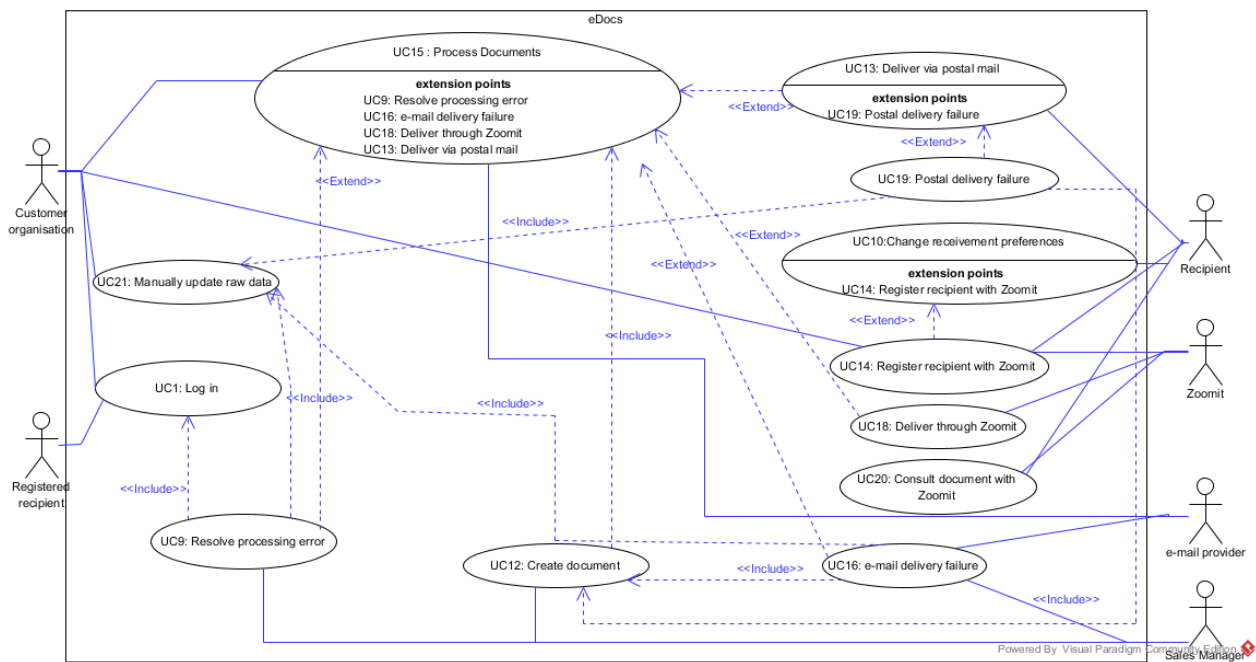 eDocs
UC15 : Process Documents
extension points
UC9: Resolve processing error
UC16: e-mail delivery failure
UC18: Deliver through Zoomit
UC13: Deliver via postal mail
UC13: Deliver via postal mail
extension points
UC19: Postal delivery failure
<<Extend>>
<<Extend>>
UC19: Postal delivery failure
<<Extend>>
Customer
organisation
<<Include>>
<<Extend>>
UC10:Change receivement preferences
extension points
UC14: Register recipient with Zoomit
Recipient
<<Extend>>
UC21: Manually update raw data
<<Extend>>
<<Include>>
UC14: Register recipient with Zoomit
UC1: Log in
<<Include>>
Zoomit
UC18: Deliver through Zoomit
Registered
recipient
<<Include>>
UC20: Consult document with
Zoomit
UC9: Resolve processing error
e-mail provider
UC12: Create document
<<Include>>
UC16: e-mail delivery failure
<<Include>>
Powered By Visual Paradigm Community Edition
Sales Manager